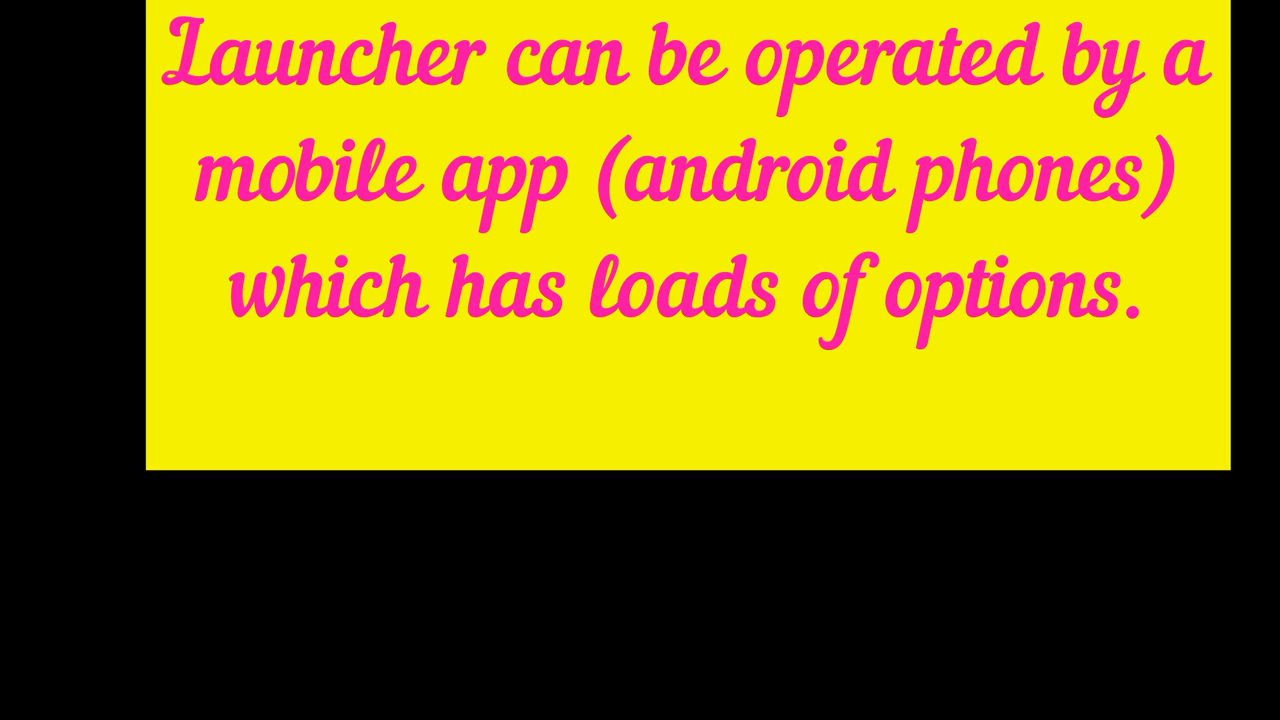 Launcher can be operated by a
mobile app (android phones)
which has loads of options.